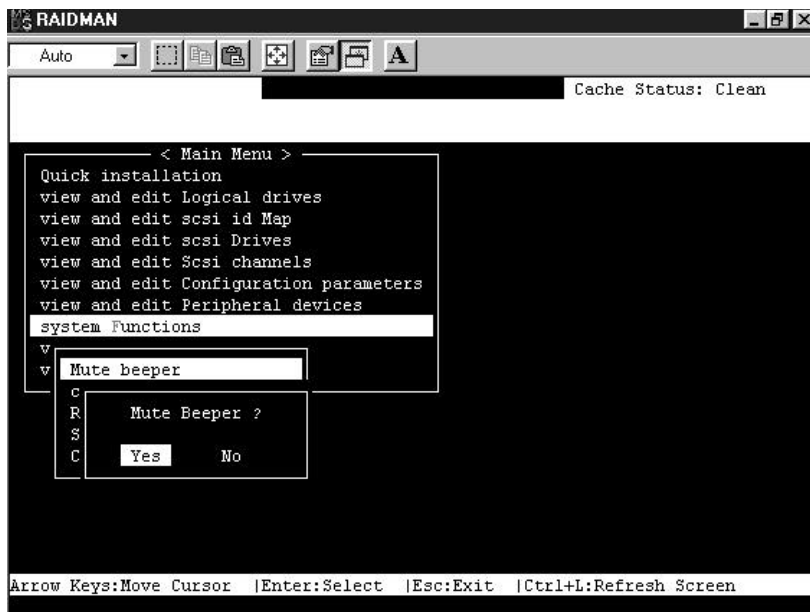 RAIDMAN
Auto
A
Cache Status: Clean
< Main Menu >
Quick installation
view and edit Logical drives
view and edit scsi id Map
view and edit scsi Drives
view and edit Scsi channels
view and edit Configuration parameters
view and edit Peripheral devices
system Functions
v
v Mute beeper
c
R Mute Beeper ?
S
C Yes No
Arrow Keys:Move Cursor |Enter:Select |Esc:Exit |Ctrl+L:Refresh Screen